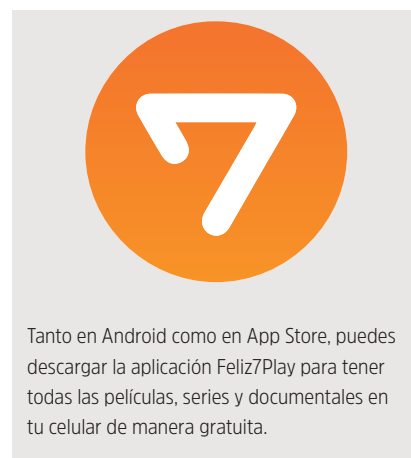 7
Tanto en Android como en App Store, puedes
descargar la aplicación Feliz7Play para tener
todas las películas, series y documentales en
tu celular de manera gratuita.